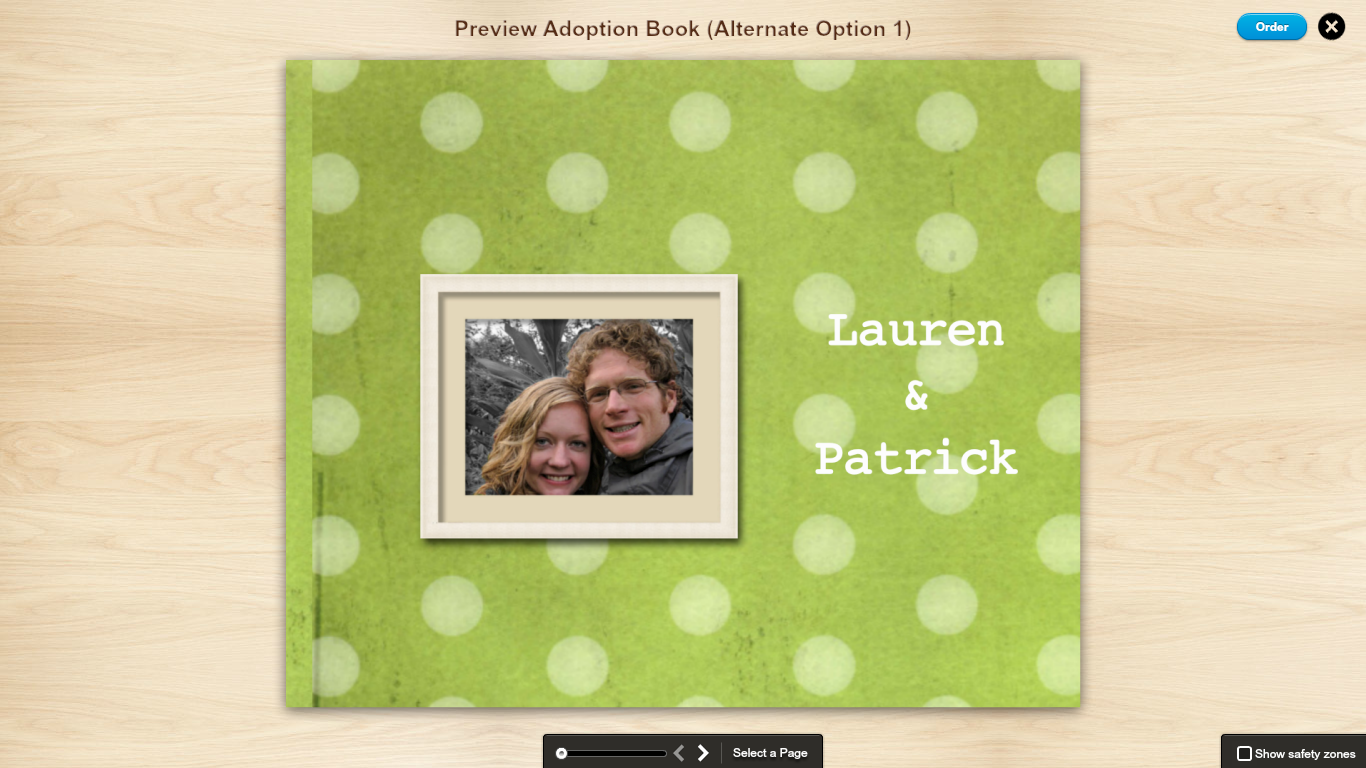 Preview Adoption Book (Alternate Option 1)
Order
Lauren
&
Patrick
Select a Page
Show safety zones